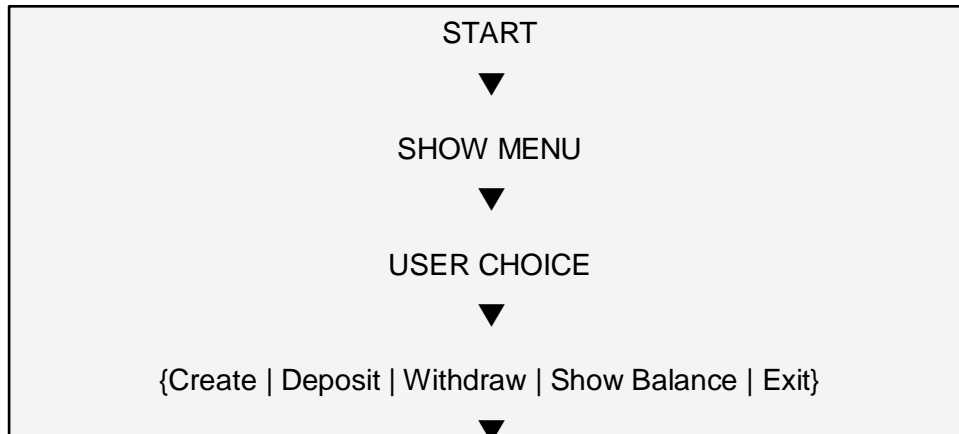 START
▼
SHOW MENU
▼
USER CHOICE
▼
{Create | Deposit | Withdraw | Show Balance | Exit}
▼